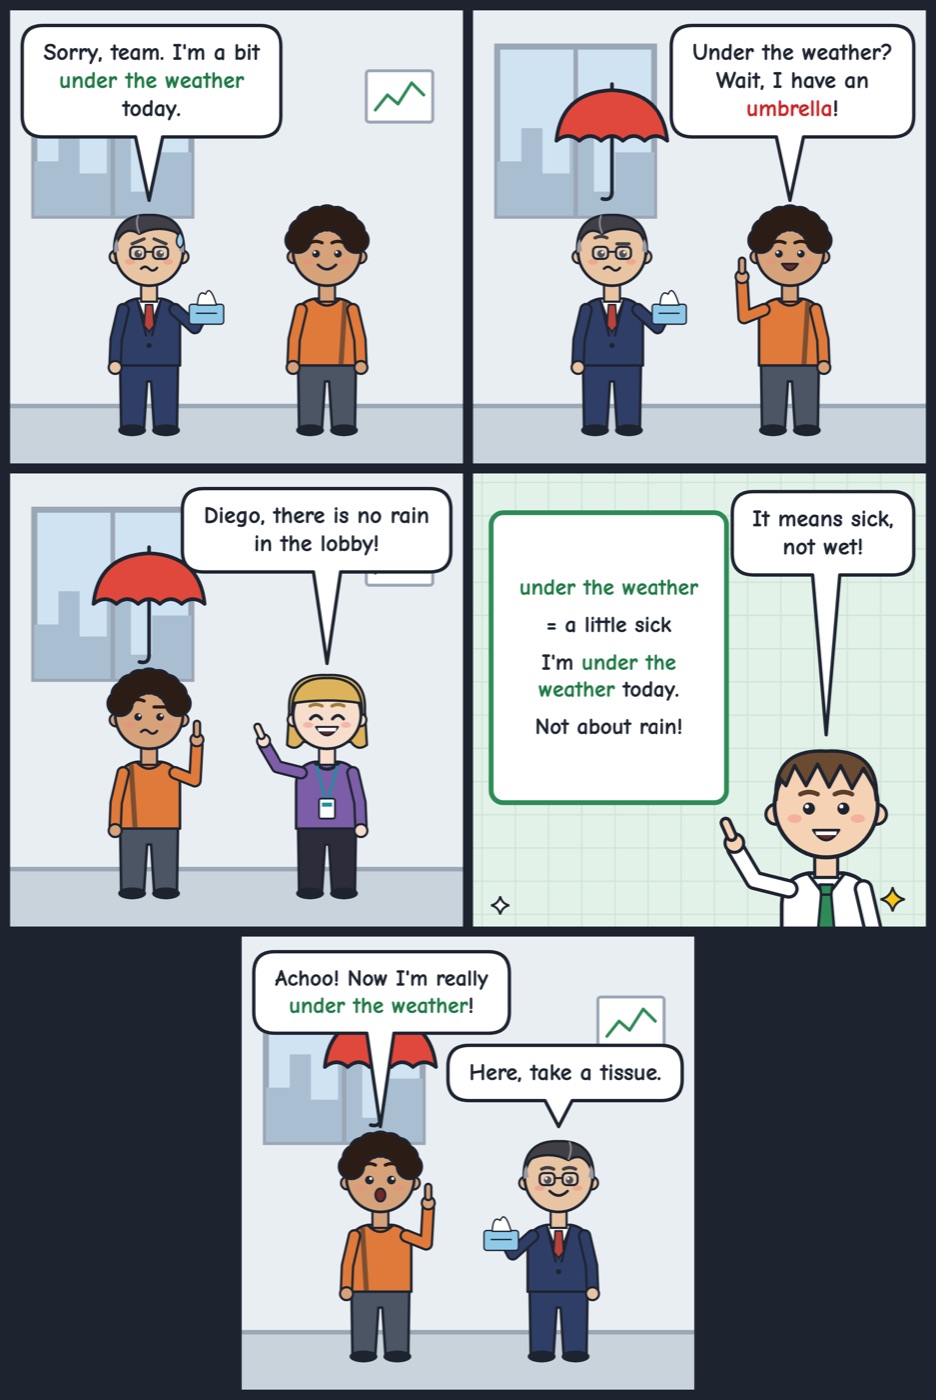 Sorry, team. I'm a bit
under the weather
today.
Under the weather?
Wait, I have an
umbrella!
Diego, there is no rain
in the lobby!
It means sick,
not wet!
under the weather
= a little sick
I'm under the
weather today.
Not about rain!
Achoo! Now I'm really
under the weather!
Here, take a tissue.